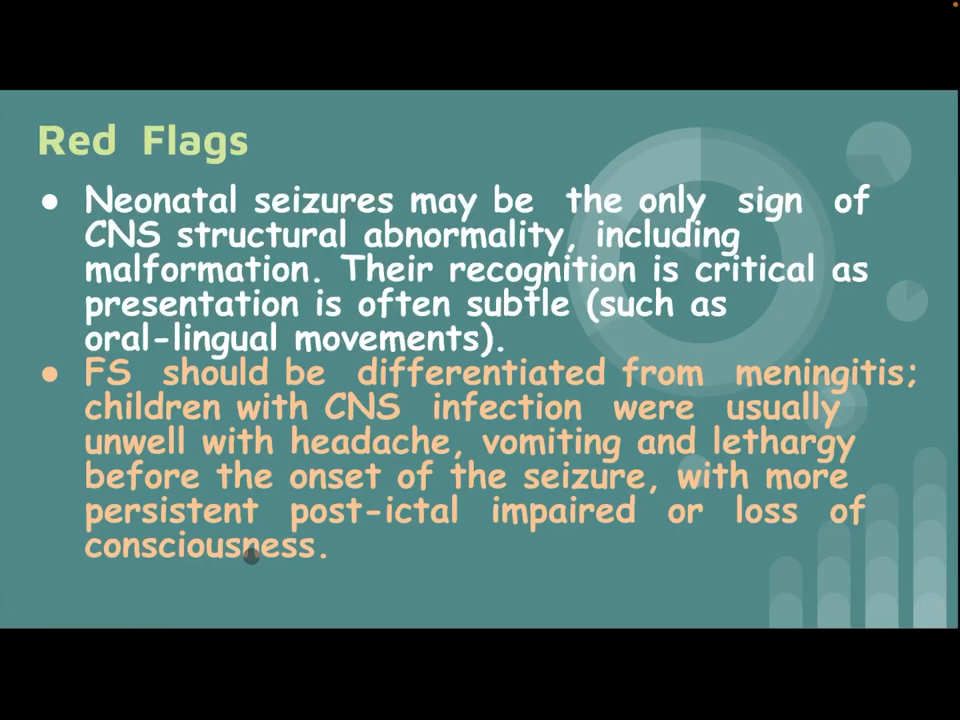 Red Flags
● Neonatal seizures may be the only sign of
CNS structural abnormality, including
malformation. Their recognition is critical as
presentation is often subtle (such as
oral-lingual movements).
● FS should be differentiated from meningitis;
children with CNS infection were usually
unwell with headache, vomiting and lethargy
before the onset of the seizure, with more
persistent post-ictal impaired or loss of
consciousness.